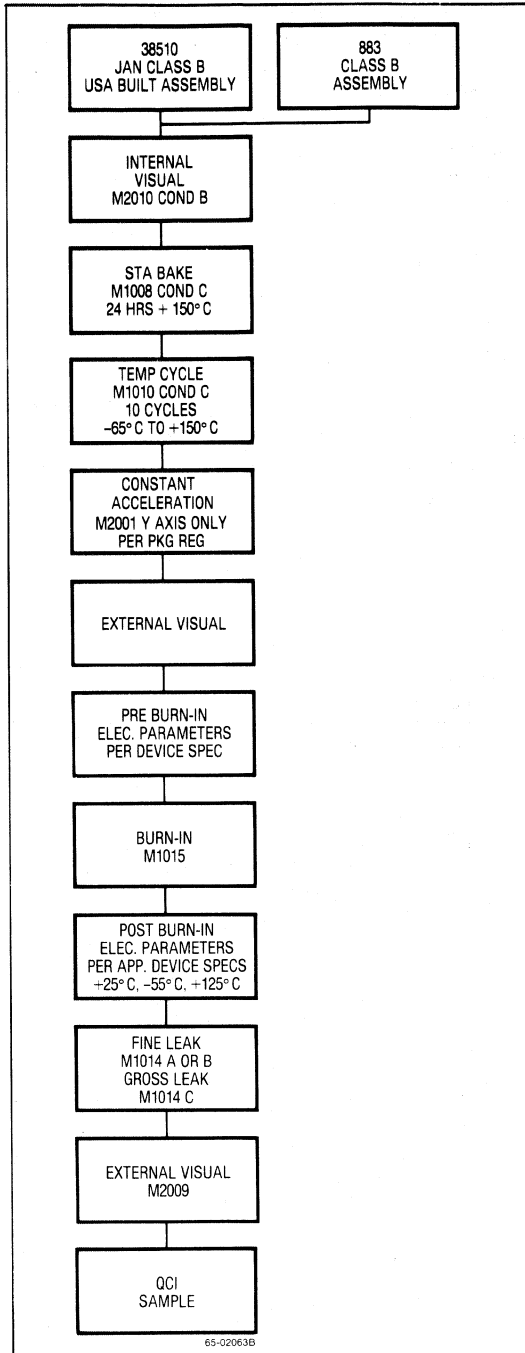 38510
JAN CLASS B
USA BUILT ASSEMBLY
883
CLASS B
ASSEMBLY
INTERNAL
VISUAL
M2010 COND B
STA BAKE
M1008 COND C
24 HRS + 150° C
TEMP CYCLE
M1010 COND C
10 CYCLES
–65° C TO +150° C
CONSTANT
ACCELERATION
M2001 Y AXIS ONLY
PER PKG REG
EXTERNAL VISUAL
PRE BURN-IN
ELEC. PARAMETERS
PER DEVICE SPEC
BURN-IN
M1015
POST BURN-IN
ELEC. PARAMETERS
PER APP. DEVICE SPECS
+25° C, –55° C, +125° C
FINE LEAK
M1014 A OR B
GROSS LEAK
M1014 C
EXTERNAL VISUAL
M2009
QCI
SAMPLE
65-02063B